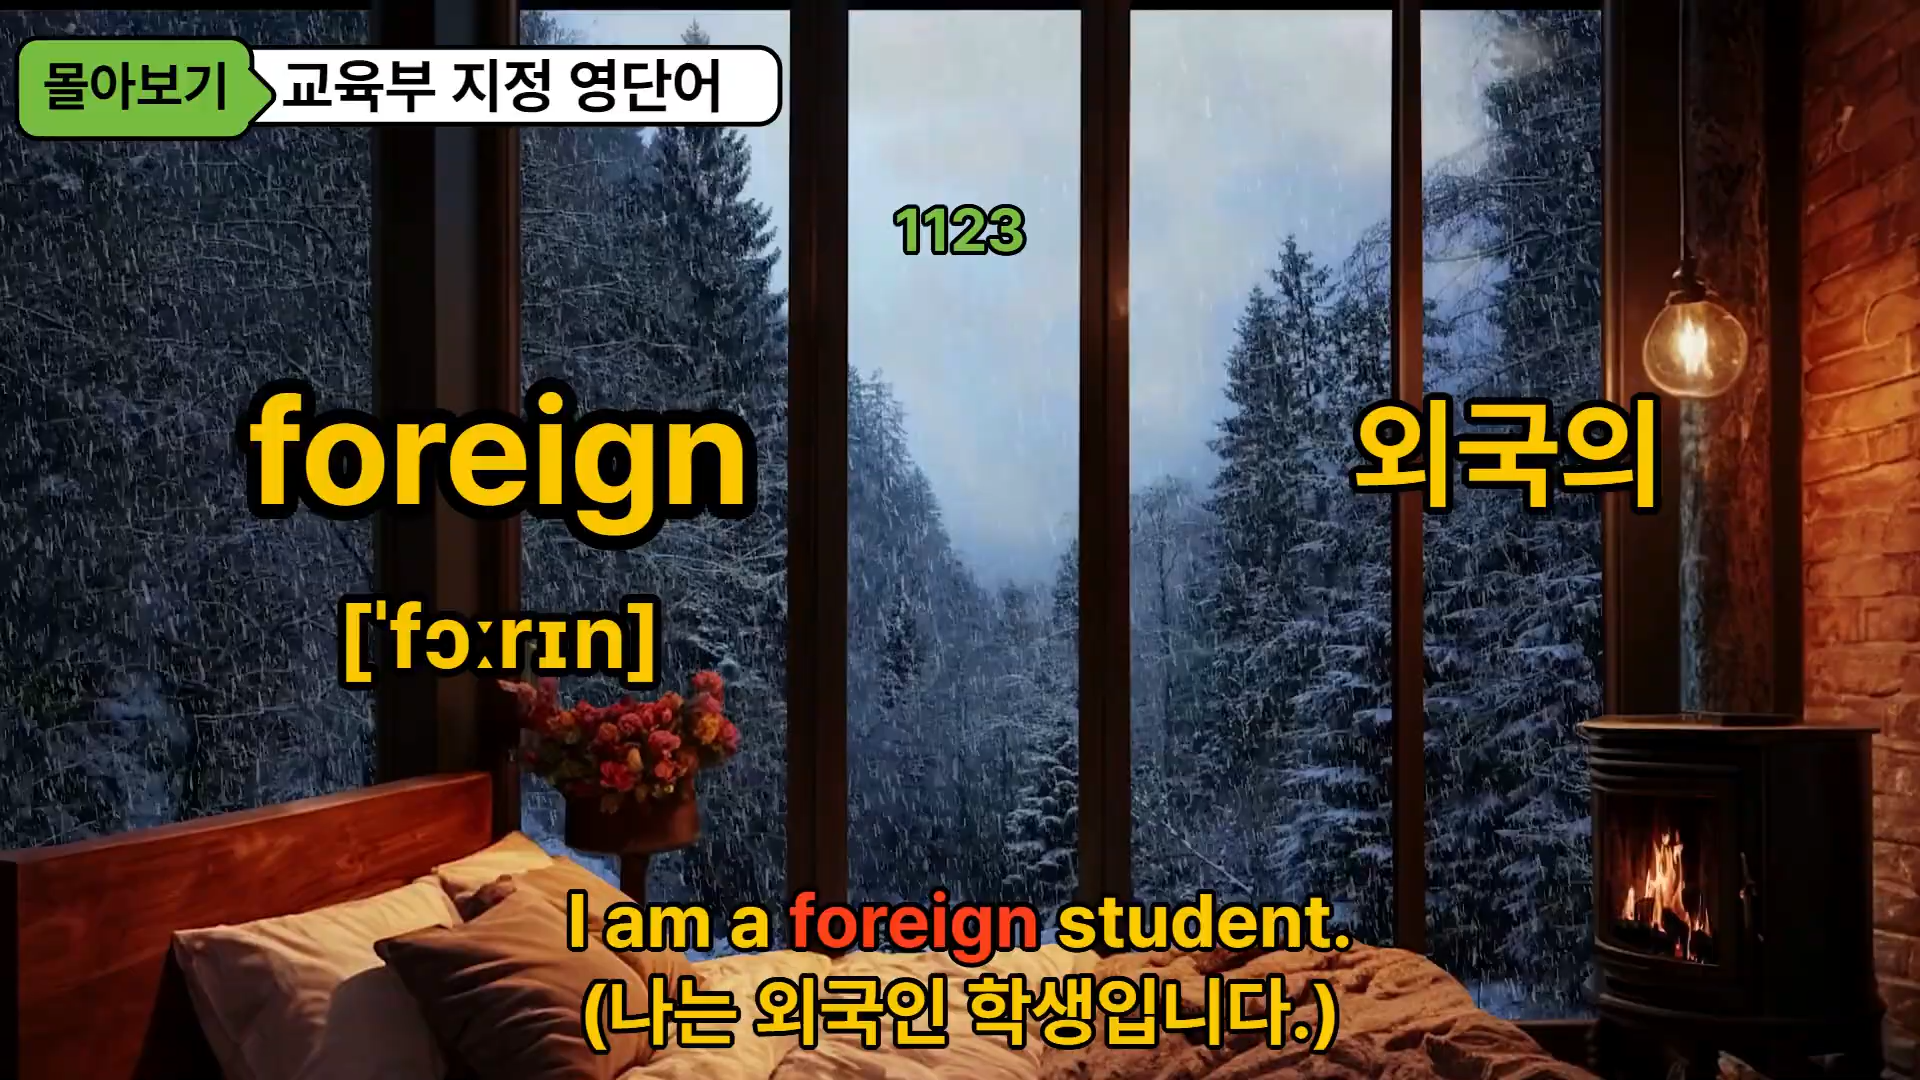 몰아보기 교육부 지정 영단어
1123
foreign 외국의
[ˈfɔːrɪn]
I am a foreign student.
(나는 외국인 학생입니다.)